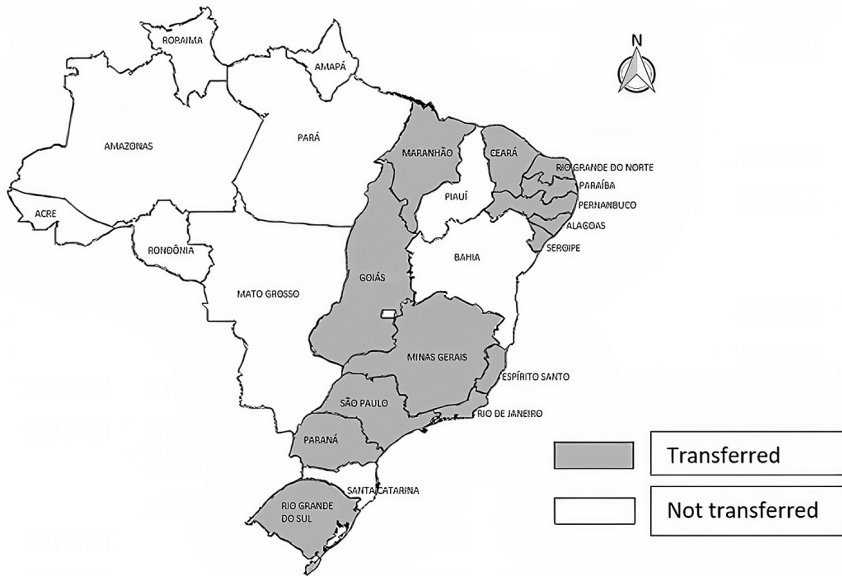 N
RORAIMA
AMAPÁ
AMAZONAS
PARÁ
MARANHÃO
CEARÁ
RIO GRANDE DO NORTE
PARAÍBA
PIAUÍ
PERNANBUCO
ACRE
ALAGOAS
RONDÔNIA
SEROIPE
BAHIA
GOIÁS
MATO GROSSO
MINAS GERAIS
ESPÍRITO SANTO
SÃO PAULO
RIO DE JANEIRO
PARANÁ
Transferred
SANTA CATARINA
RIO GRANDE
DO SUL
Not transferred